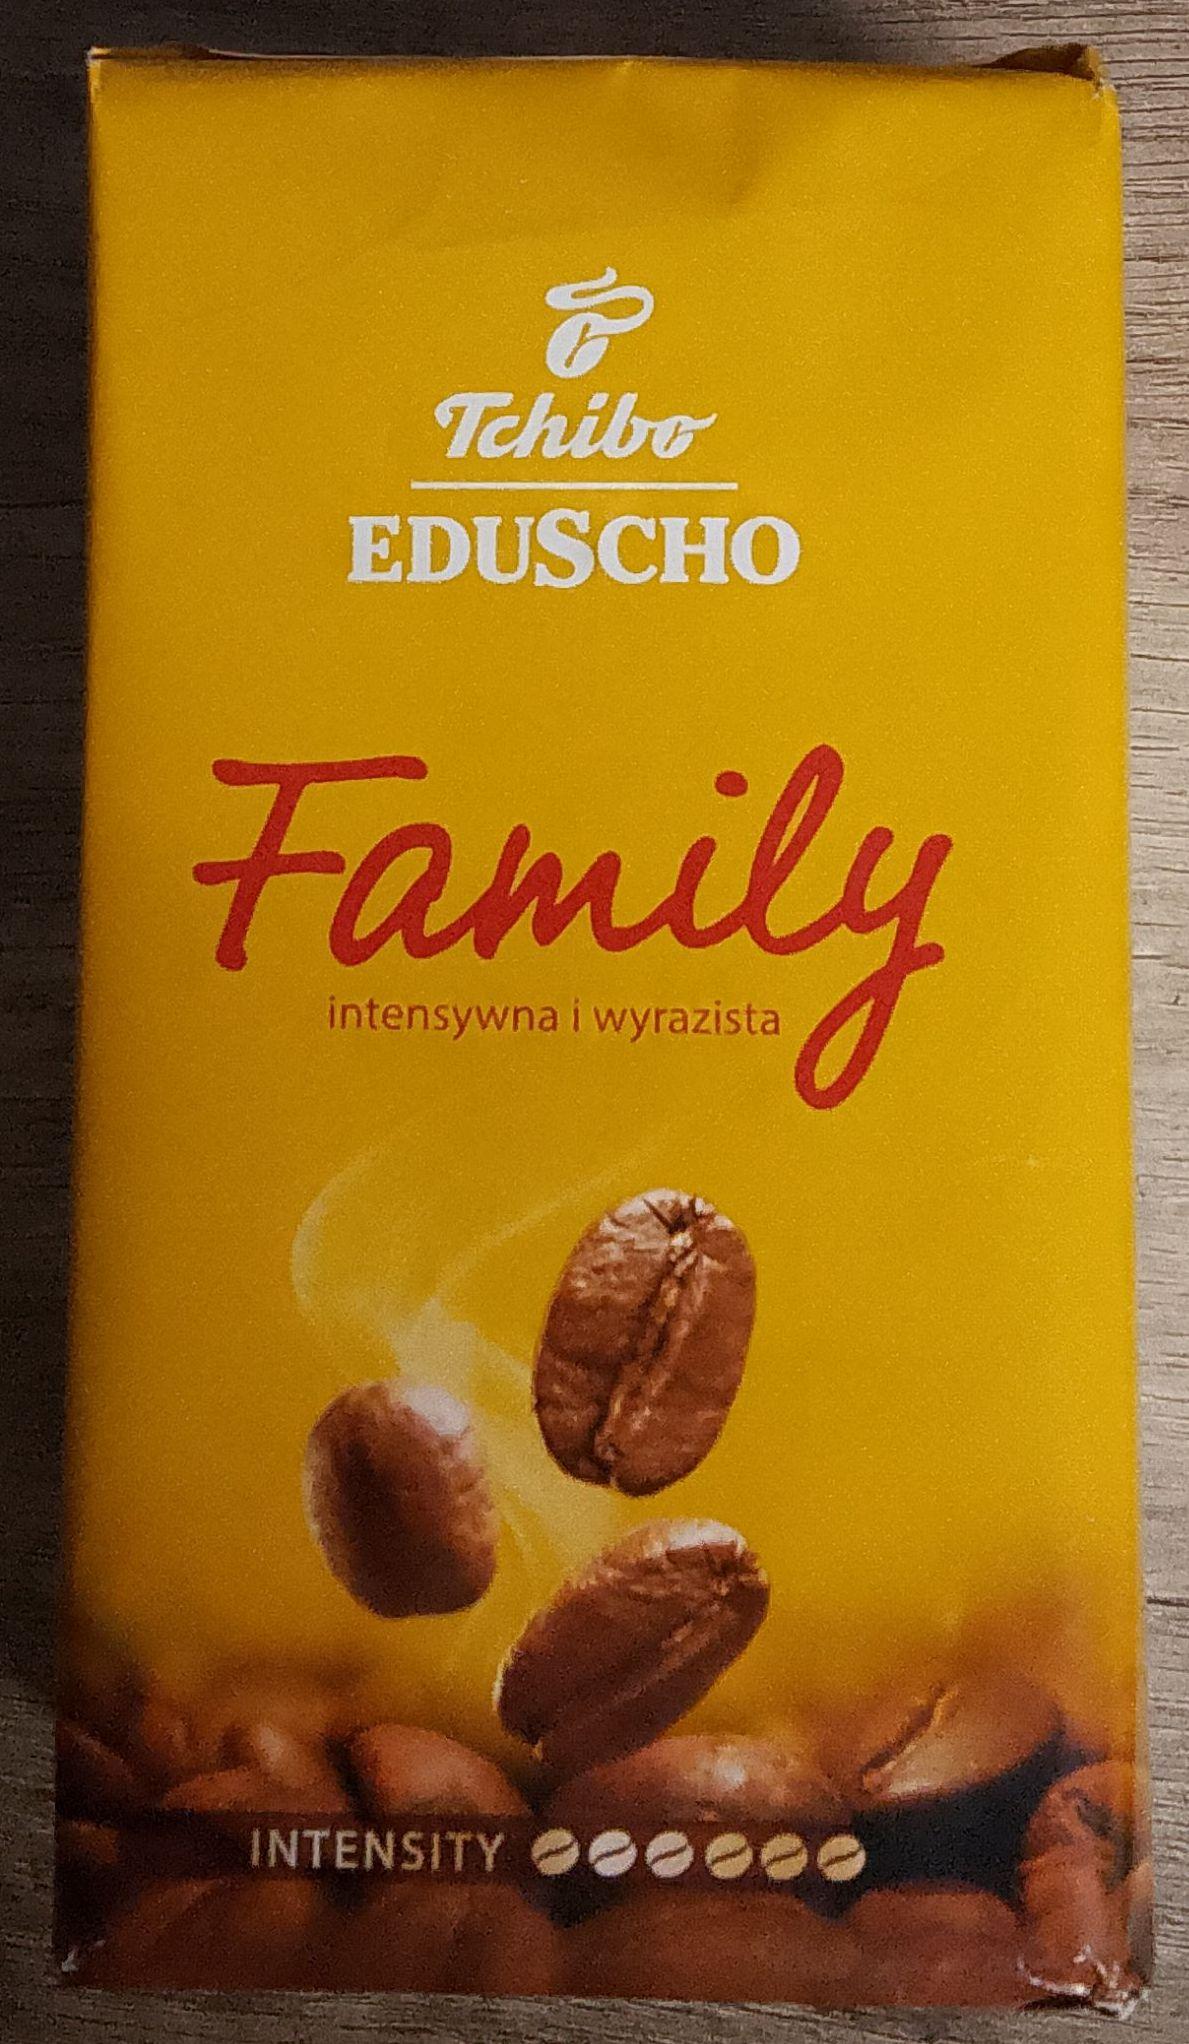 Tchibo
EDUSCHO
Family
intensywna i wyrazista
INTENSITY